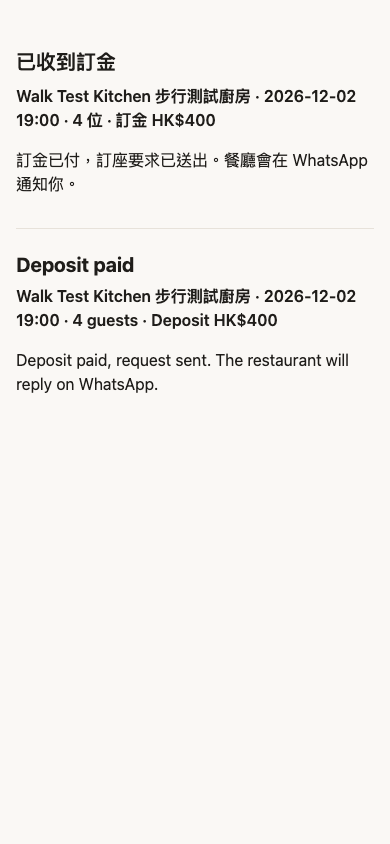 已收到訂金
Walk Test Kitchen 步行測試廚房 · 2026-12-02
19:00 · 4 位 · 訂金 HK$400
訂金已付，訂座要求已送出。餐廳會在 WhatsApp
通知你。
Deposit paid
Walk Test Kitchen 步行測試廚房 · 2026-12-02
19:00 · 4 guests · Deposit HK$400
Deposit paid, request sent. The restaurant will
reply on WhatsApp.